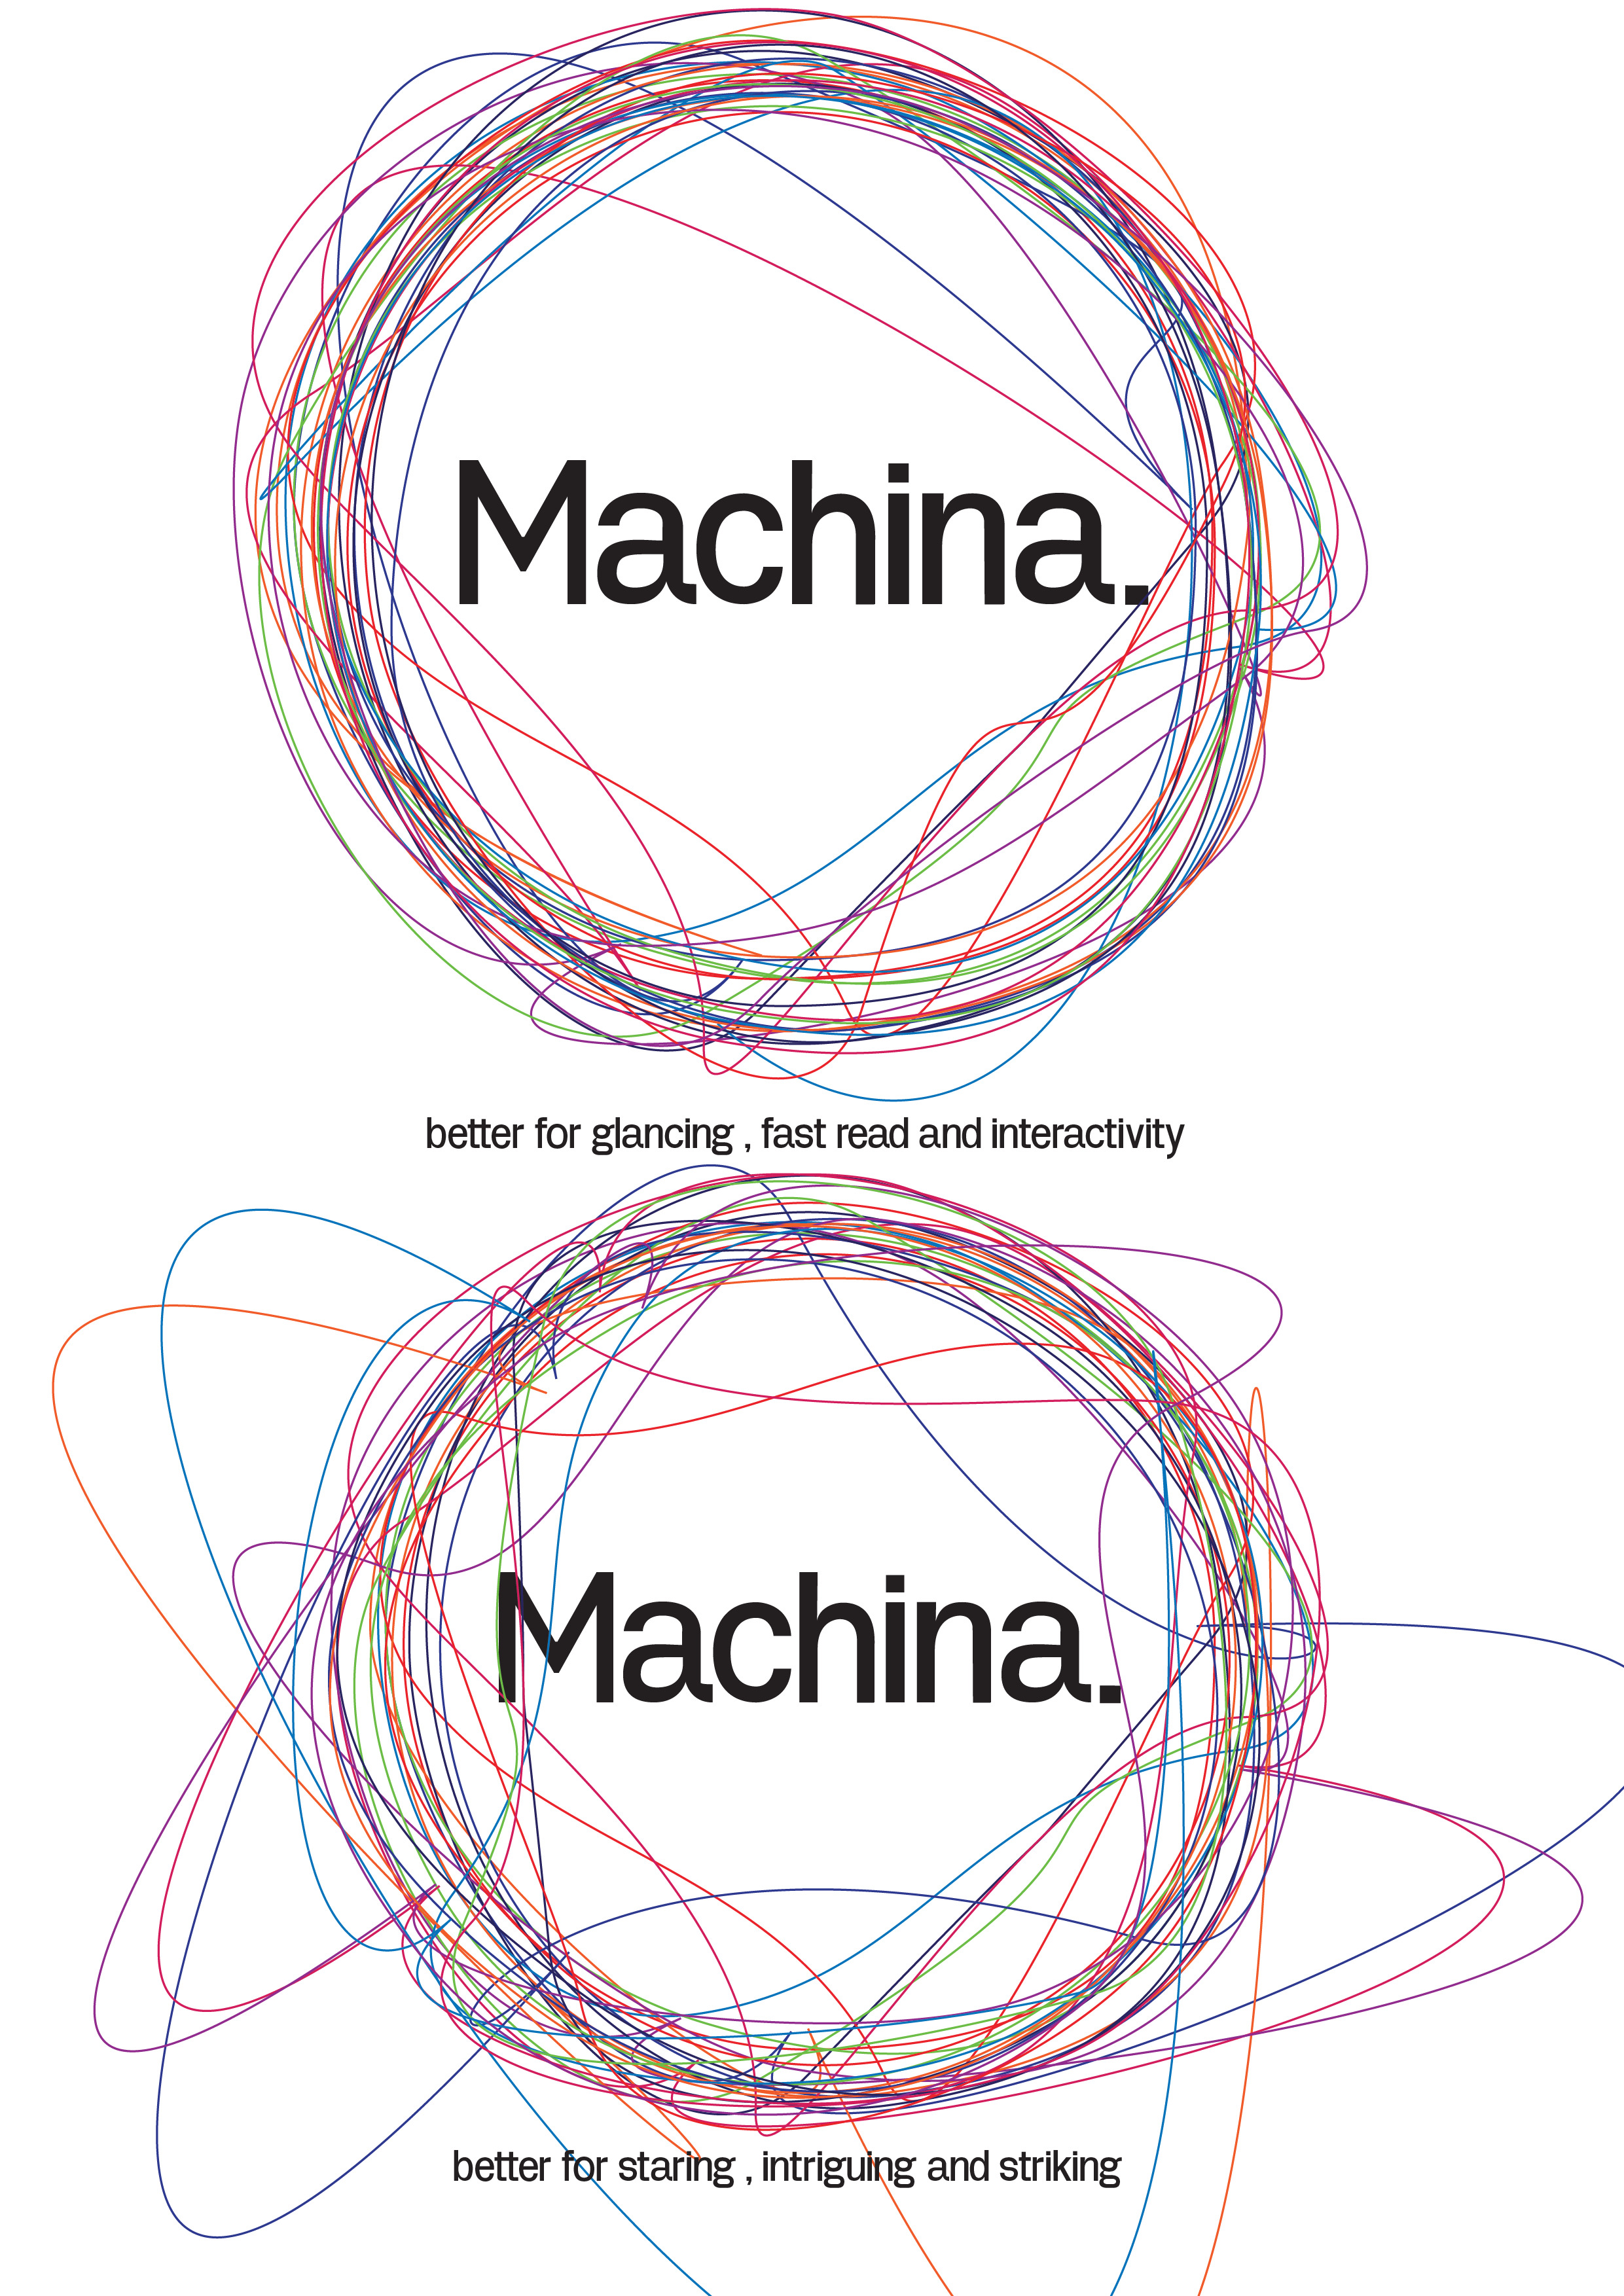 Machina.
better for glancing , fast read and interactivity
Machina.
better for staring , intriguing and striking